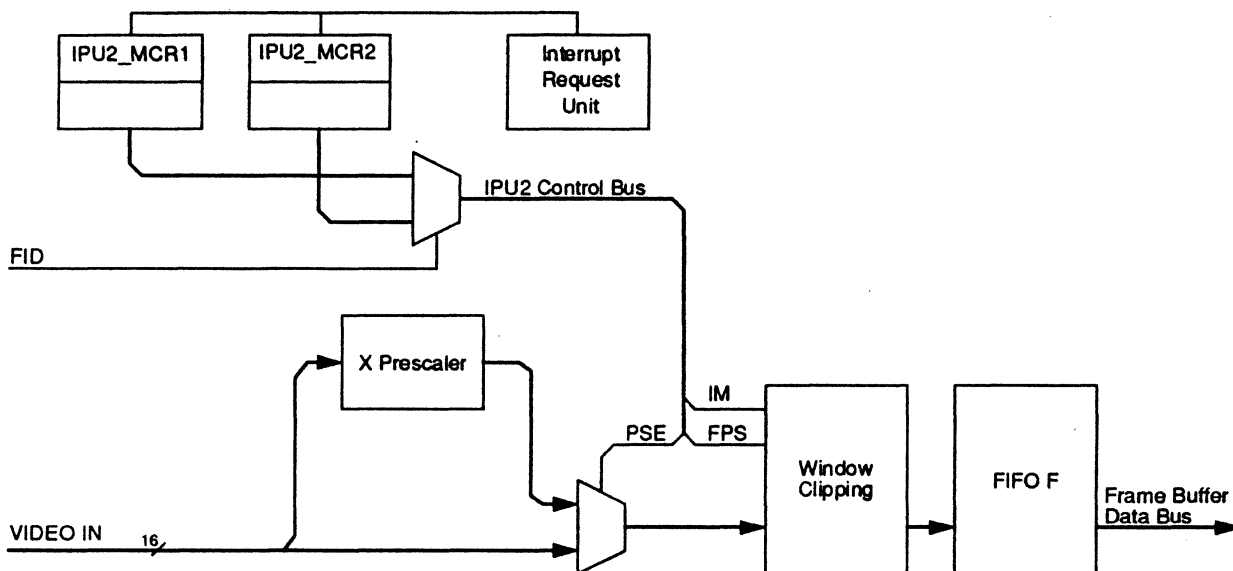 IPU2_MCR1
IPU2_MCR2
Interrupt
Request
Unit
IPU2 Control Bus
FID
X Prescaler
IM
PSE
FPS
Window
Clipping
FIFO F
Frame Buffer
Data Bus
VIDEO IN
16